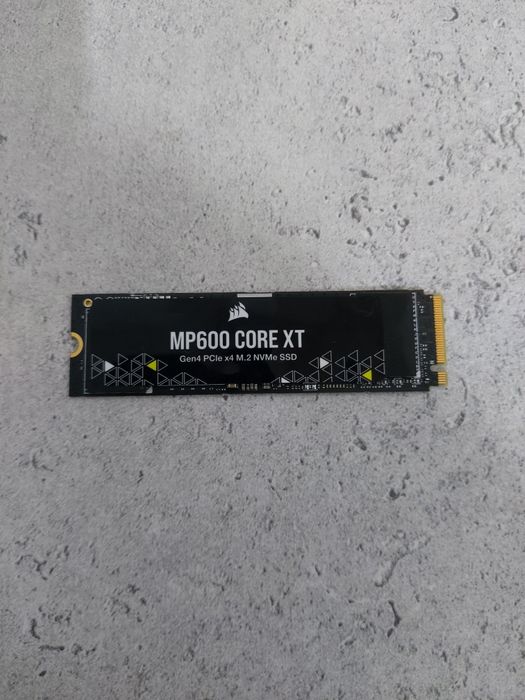 MP600 CORE XT
Gen4 PCIe x4 M.2 NVMe SSD